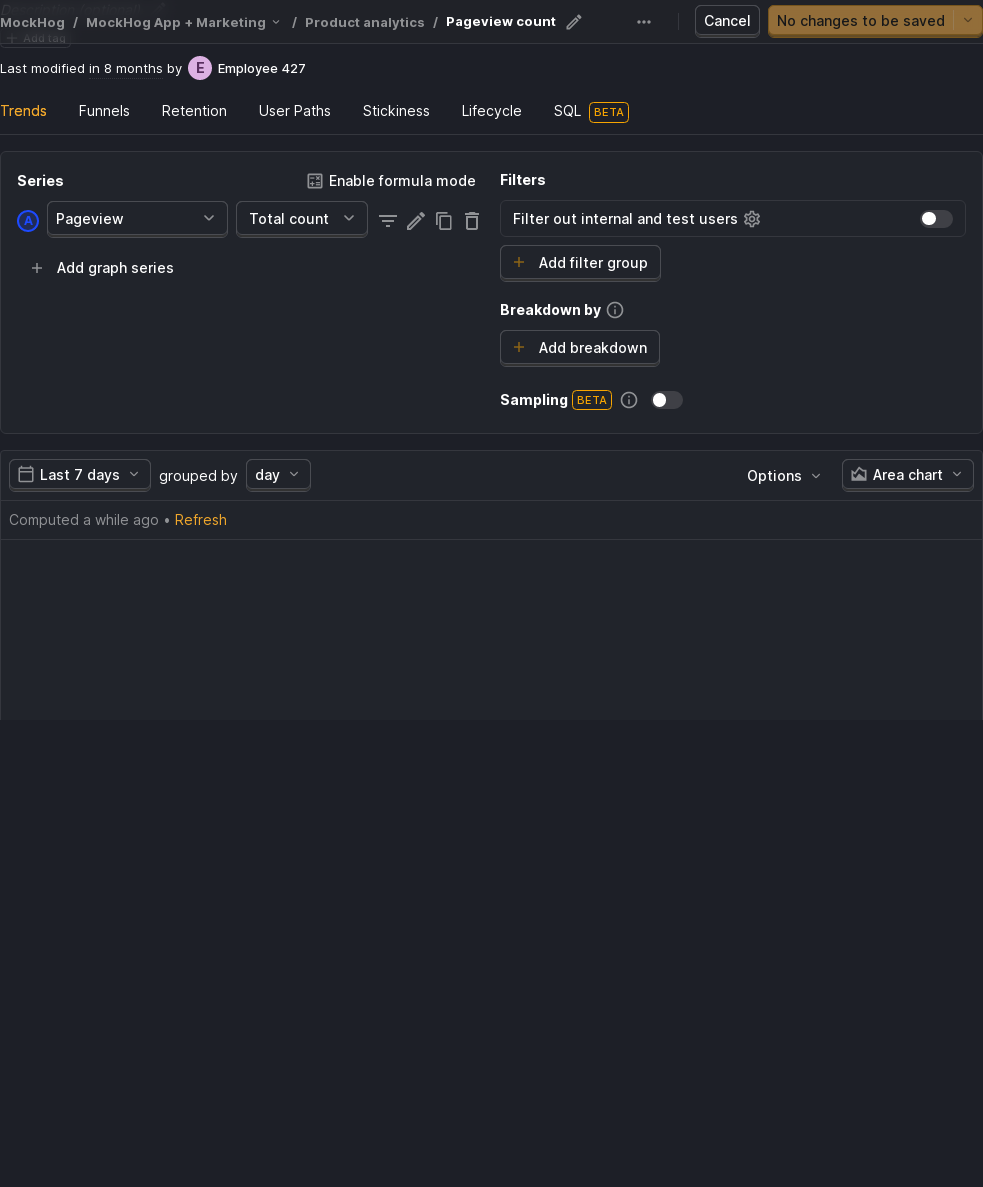 MockHog / MockHog App + Marketing / Product analytics / Pageview count
Cancel
No changes to be saved
Add tag
Last modified in 8 months by E Employee 427
Trends Funnels Retention User Paths Stickiness Lifecycle SQL BETA
Series
Enable formula mode
A Pageview Total count
Add graph series
Filters
Filter out internal and test users
Add filter group
Breakdown by
Add breakdown
Sampling BETA
Last 7 days grouped by day
Options
Area chart
Computed a while ago • Refresh